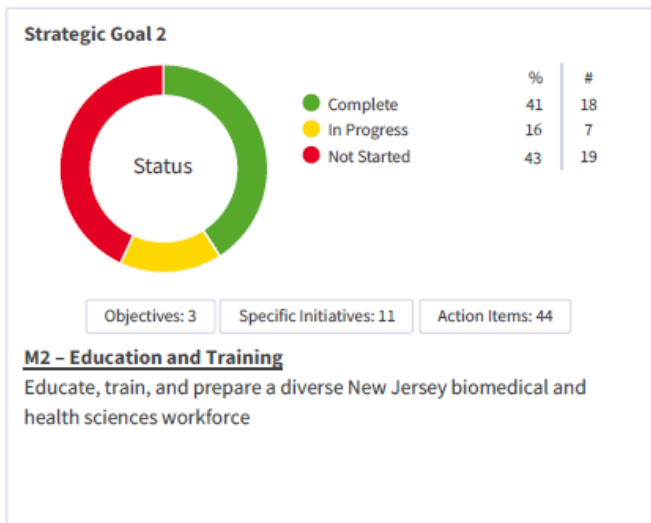 Strategic Goal 2
% #
Complete 41 18
In Progress 16 7
Not Started 43 19
Status
Objectives: 3 Specific Initiatives: 11 Action Items: 44
M2 – Education and Training
Educate, train, and prepare a diverse New Jersey biomedical and
health sciences workforce